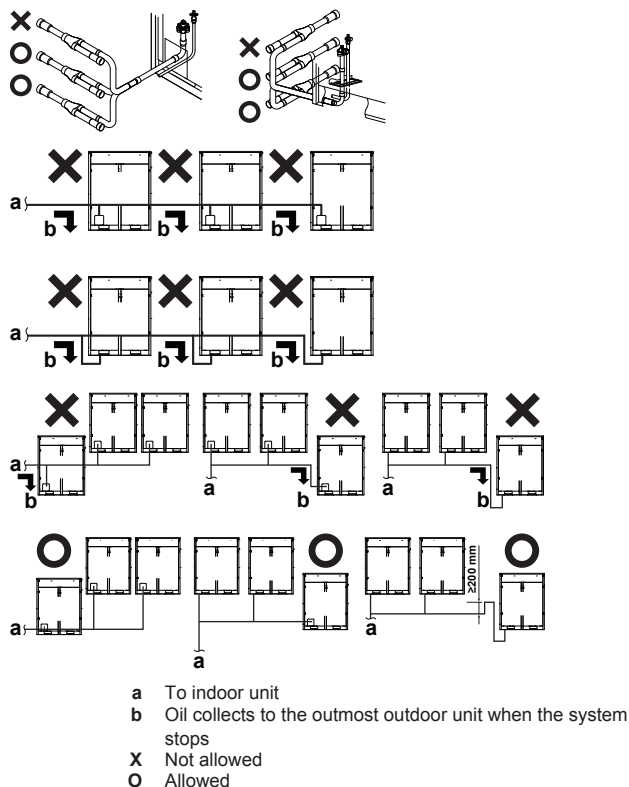 a
b b b
a
b b b
a
b
a
b
a
b
≥200 mm
a
a
a
a To indoor unit
b Oil collects to the outmost outdoor unit when the system
stops
X Not allowed
O Allowed